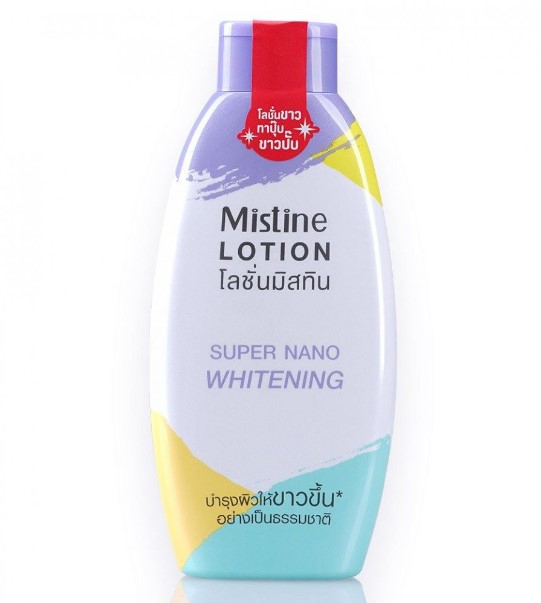 โลชั่นขาว
ทาปุ๊บ
ขาวปั๊บ
Mistine
LOTION
โลชั่นมิสทิน
SUPER NANO
WHITENING
บำรุงผิวให้ขาวขึ้น*
อย่างเป็นธรรมชาติ